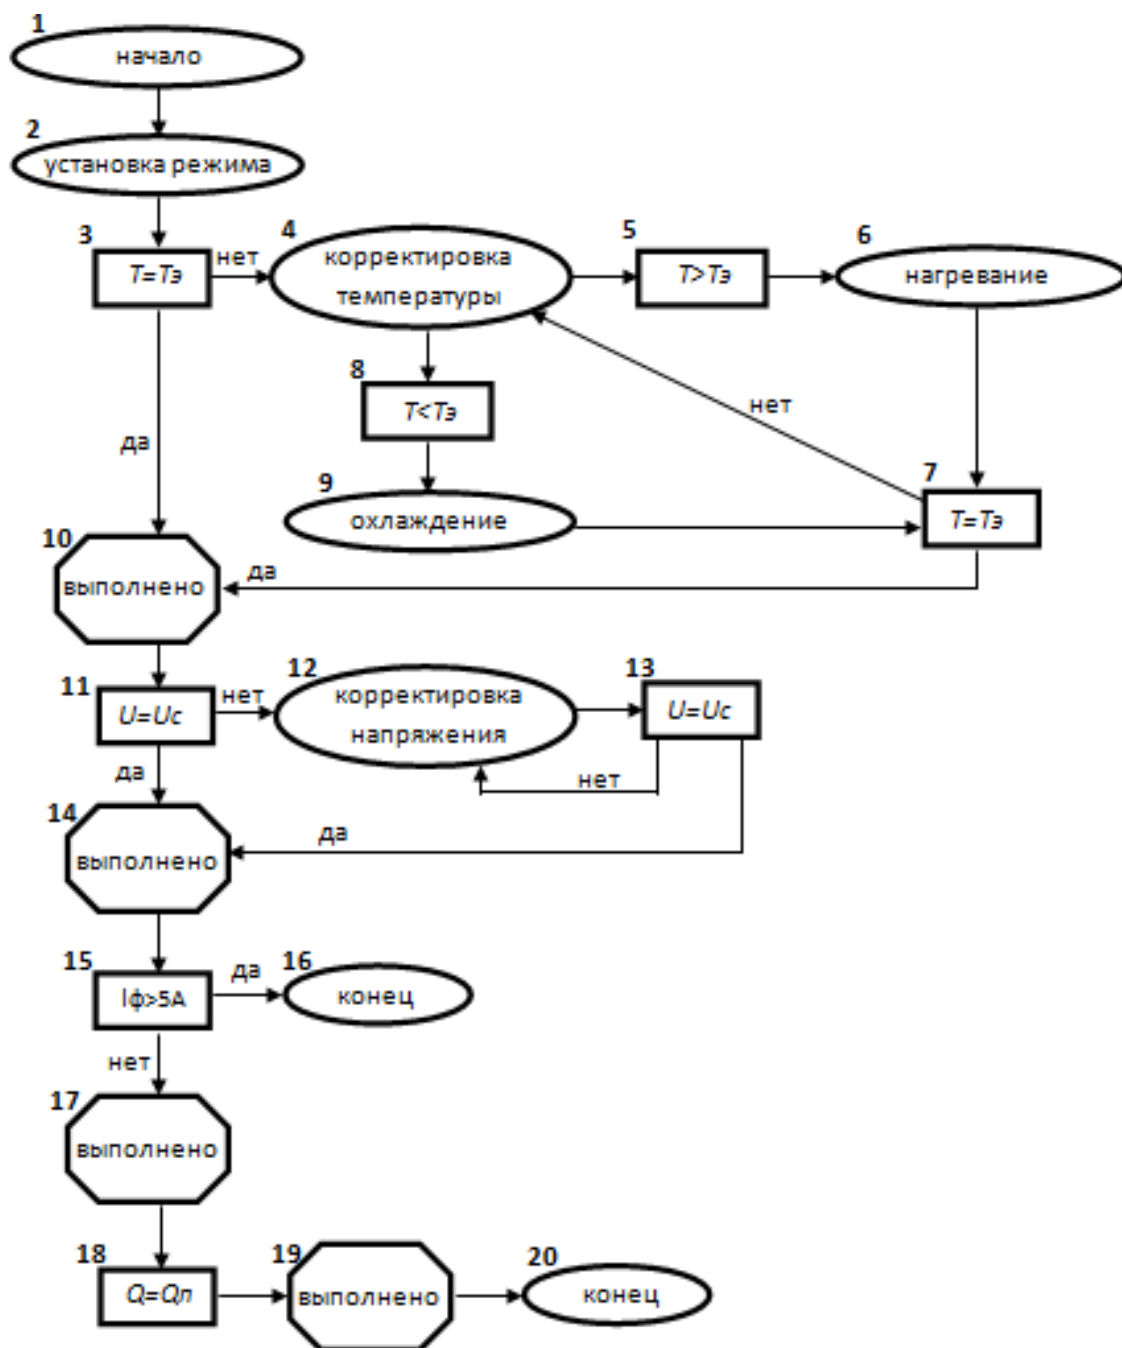 1
начало
2
установка режима
3
T=Tэ
нет
4
корректировка
температуры
5
T>Tэ
6
нагревание
8
T<Tэ
нет
да
9
охлаждение
7
T=Tэ
10
выполнено
да
11
U=Uc
нет
12
корректировка
напряжения
13
U=Uc
да
нет
14
выполнено
да
15
Iф>5А
да
16
конец
нет
17
выполнено
18
Q=Qл
19
выполнено
20
конец